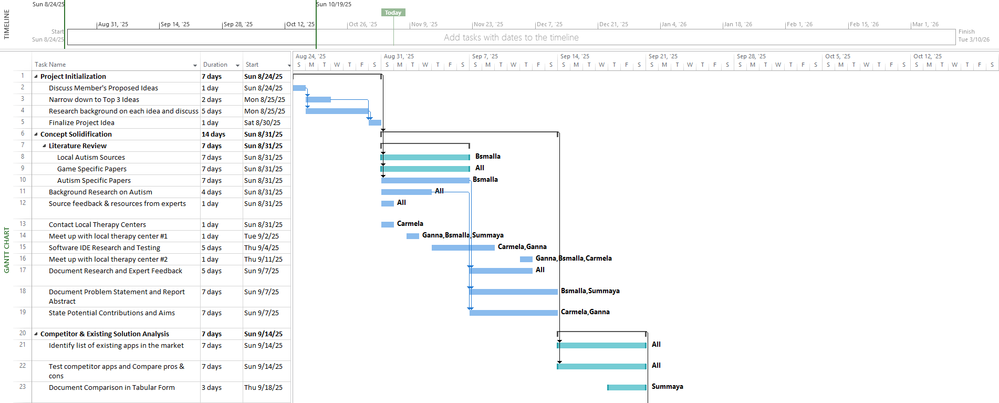 Sun 8/24/25
Sun 10/19/25
Today
TIMELINE
Aug 31, '25
Sep 14, '25
Sep 28, '25
Oct 12, '25
Oct 26, '25
Nov 9, '25
Nov 23, '25
Dec 7, '25
Dec 21, '25
Jan 4, '26
Jan 18, '26
Feb 1, '26
Feb 15, '26
Mar 1, '26
Start
Sun 8/24/25
Add tasks with dates to the timeline
Finish
Tue 3/10/26
GANTT CHART
Task Name Duration Start
Aug 24, '25 Aug 31, '25 Sep 7, '25 Sep 14, '25 Sep 21, '25 Sep 28, '25 Oct 5, '25 Oct 12, '25
S M T W T F S S M T W T F S S M T W T F S S M T W T F S S M T W T F S S M T W T F S S M T W T F S S M T W T F S
1 Project Initialization 7 days Sun 8/24/25
2 Discuss Member's Proposed Ideas 1 day Sun 8/24/25
3 Narrow down to Top 3 Ideas 2 days Mon 8/25/25
4 Research background on each idea and discuss 5 days Mon 8/25/25
5 Finalize Project Idea 1 day Sat 8/30/25
6 Concept Solidification 14 days Sun 8/31/25
7 Literature Review 7 days Sun 8/31/25
8 Local Autism Sources 7 days Sun 8/31/25 Bsmalla
9 Game Specific Papers 7 days Sun 8/31/25 All
10 Autism Specific Papers 7 days Sun 8/31/25 Bsmalla
11 Background Research on Autism 4 days Sun 8/31/25 All
12 Source feedback & resources from experts 1 day Sun 8/31/25 All
13 Contact Local Therapy Centers 1 day Sun 8/31/25 Carmela
14 Meet up with local therapy center #1 1 day Tue 9/2/25 Ganna,Bsmalla,Summaya
15 Software IDE Research and Testing 5 days Thu 9/4/25 Carmela,Ganna
16 Meet up with local therapy center #2 1 day Thu 9/11/25 Ganna,Bsmalla,Carmela
17 Document Research and Expert Feedback 5 days Sun 9/7/25 All
18 Document Problem Statement and Report 7 days Sun 9/7/25 Bsmalla,Summaya
Abstract
19 State Potential Contributions and Aims 7 days Sun 9/7/25 Carmela,Ganna
20 Competitor & Existing Solution Analysis 7 days Sun 9/14/25
21 Identify list of existing apps in the market 7 days Sun 9/14/25 All
22 Test competitor apps and Compare pros & 7 days Sun 9/14/25 All
cons
23 Document Comparison in Tabular Form 3 days Thu 9/18/25 Summaya